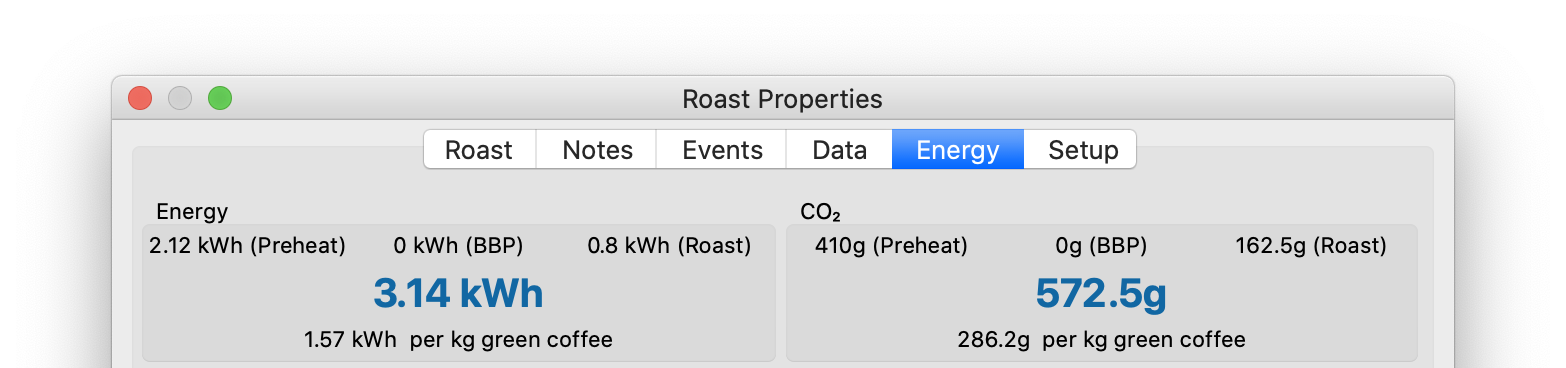 Roast Properties
Roast Notes Events Data Energy Setup
Energy
2.12 kWh (Preheat) 0 kWh (BBP) 0.8 kWh (Roast)
3.14 kWh
1.57 kWh per kg green coffee
CO₂
410g (Preheat) 0g (BBP) 162.5g (Roast)
572.5g
286.2g per kg green coffee